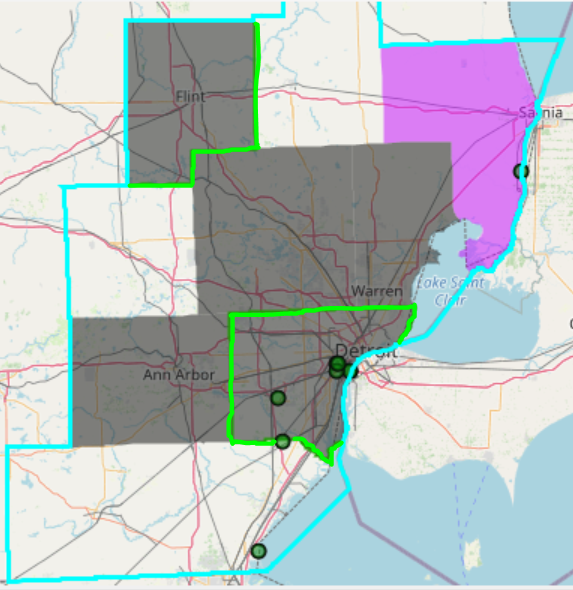 Flint
Sarnia
Warren
Lake Saint
Clair
Detroit
Ann Arbor